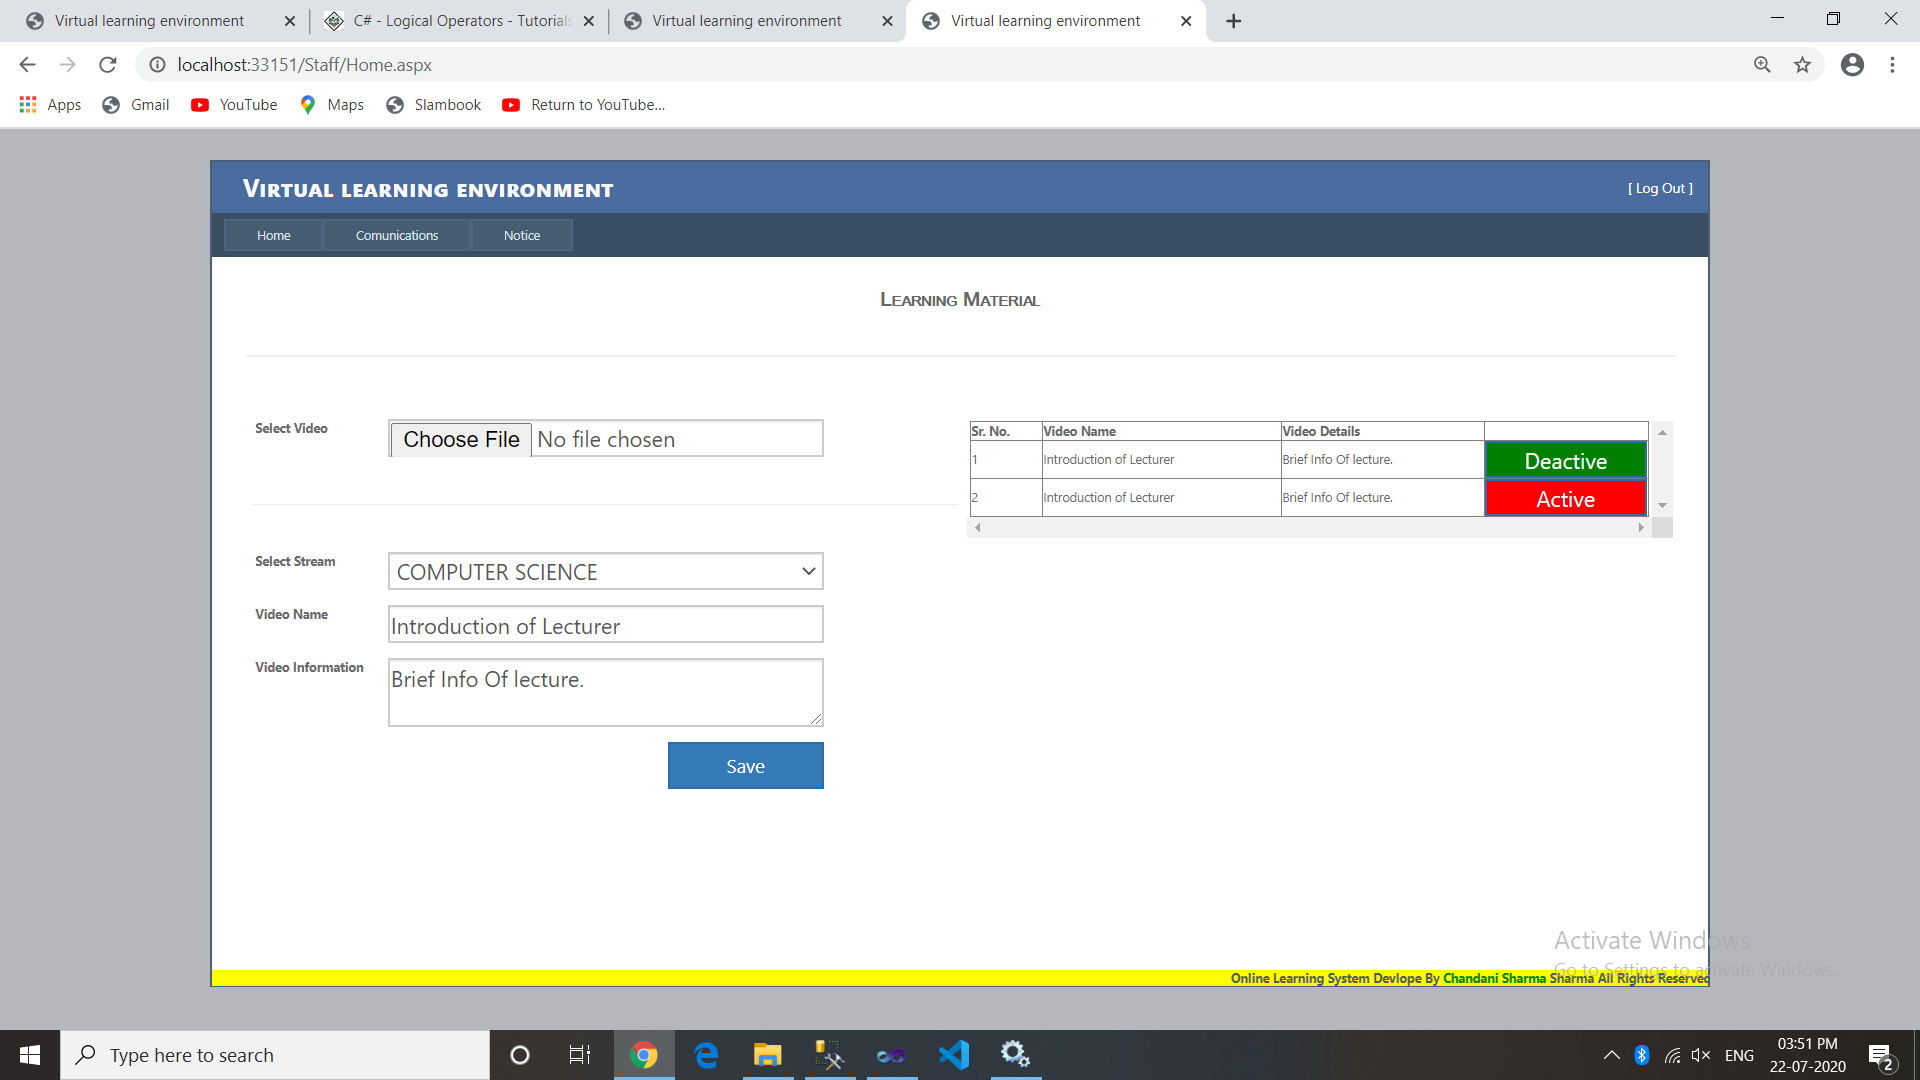 Virtual learning environment
C# - Logical Operators - Tutorials
Virtual learning environment
Virtual learning environment
localhost:33151/Staff/Home.aspx
Apps
Gmail
YouTube
Maps
Slambook
Return to YouTube...
Virtual learning environment
[ Log Out ]
Home
Comunications
Notice
Learning Material
Select Video
Choose File No file chosen
Sr. No. Video Name Video Details
1 Introduction of Lecturer Brief Info Of lecture. Deactive
2 Introduction of Lecturer Brief Info Of lecture. Active
Select Stream
COMPUTER SCIENCE
Video Name
Introduction of Lecturer
Video Information
Brief Info Of lecture.
Save
Activate Windows
Go to Settings to activate Windows.
Online Learning System Devlope By Chandani Sharma Sharma All Rights Reserved
Type here to search
ENG
03:51 PM
22-07-2020
2